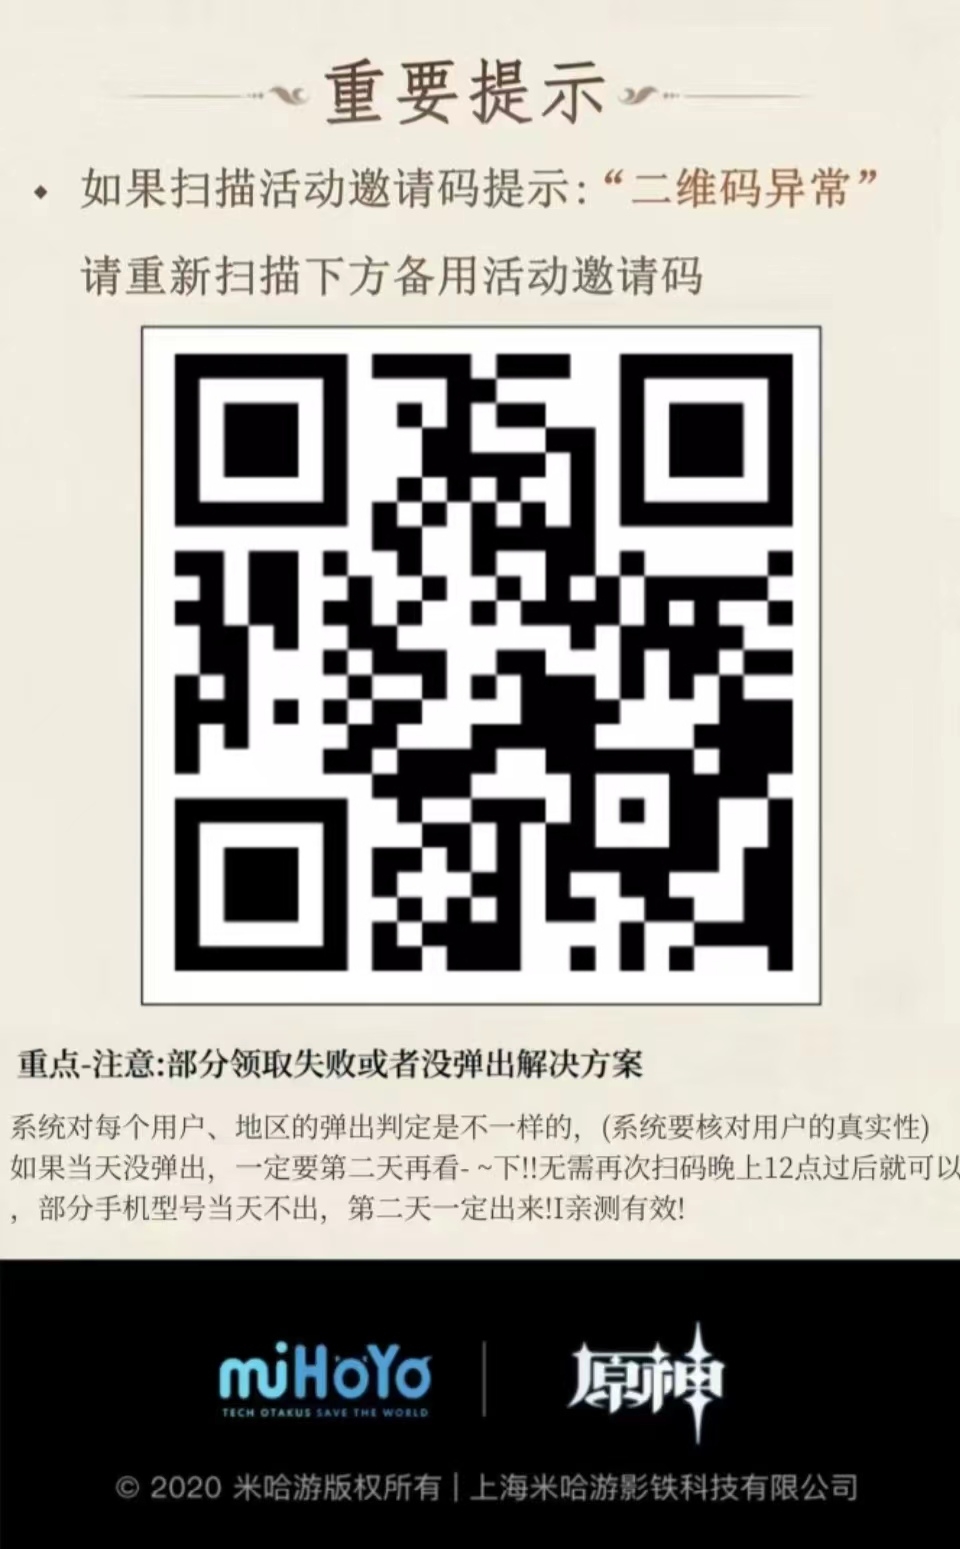 重要提示
如果扫描活动邀请码提示：“二维码异常”
请重新扫描下方备用活动邀请码
重点-注意:部分领取失败或者没弹出解决方案
系统对每个用户、地区的弹出判定是不一样的，(系统要核对用户的真实性)
如果当天没弹出，一定要第二天再看- ~下!!无需再次扫码晚上12点过后就可以
，部分手机型号当天不出，第二天一定出来!I亲测有效!
miHoYo
TECH OTAKUS SAVE THE WORLD
原神
© 2020 米哈游版权所有 | 上海米哈游影铁科技有限公司